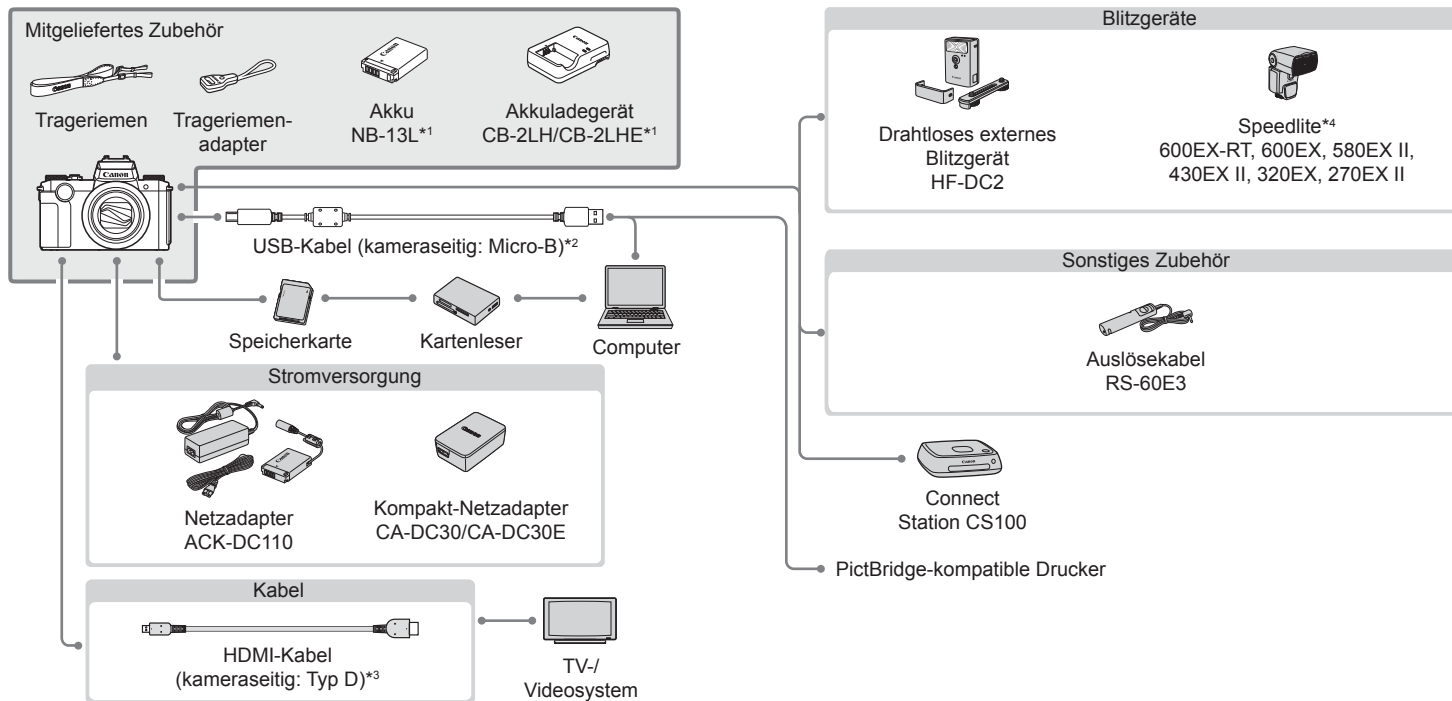 Mitgeliefertes Zubehör
Trageriemen
Trageriemen-
adapter
Akku
NB-13L*1
Akkuladegerät
CB-2LH/CB-2LHE*1
Canon
USB-Kabel (kameraseitig: Micro-B)*2
Speicherkarte
Kartenleser
Computer
Stromversorgung
Netzadapter
ACK-DC110
Kompakt-Netzadapter
CA-DC30/CA-DC30E
Kabel
HDMI-Kabel
(kameraseitig: Typ D)*3
TV-/
Videosystem
Blitzgeräte
Drahtloses externes
Blitzgerät
HF-DC2
Speedlite*4
600EX-RT, 600EX, 580EX II,
430EX II, 320EX, 270EX II
Sonstiges Zubehör
Auslösekabel
RS-60E3
Canon
Connect
Station CS100
PictBridge-kompatible Drucker